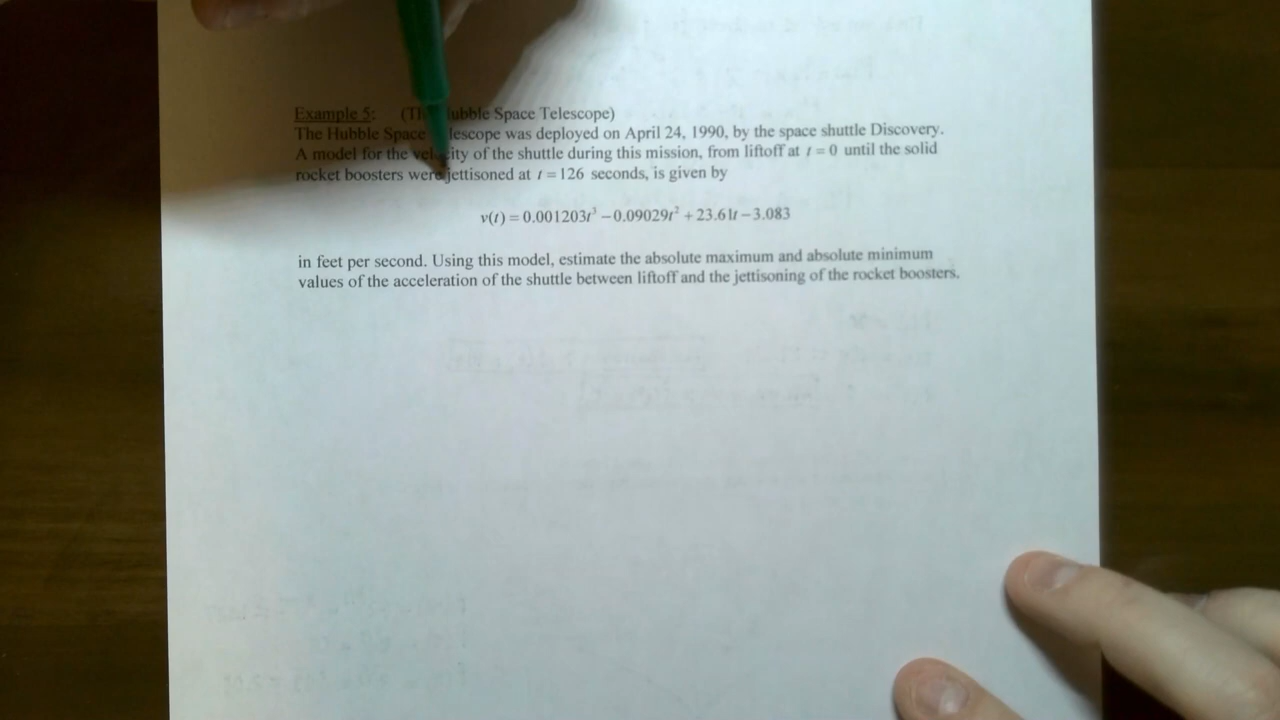 Example 5: (The Hubble Space Telescope)
The Hubble Space Telescope was deployed on April 24, 1990, by the space shuttle Discovery.
A model for the velocity of the shuttle during this mission, from liftoff at t = 0 until the solid
rocket boosters were jettisoned at t = 126 seconds, is given by
v(t) = 0.001203t³ − 0.09029t² + 23.61t − 3.083
in feet per second. Using this model, estimate the absolute maximum and absolute minimum
values of the acceleration of the shuttle between liftoff and the jettisoning of the rocket boosters.